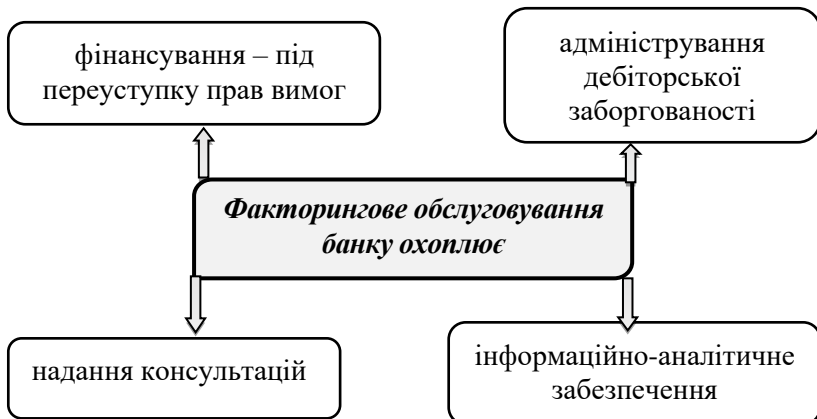 фінансування – під
переуступку прав вимог
адміністрування
дебіторської
заборгованості
Факторингове обслуговування
банку охоплює
надання консультацій
інформаційно-аналітичне
забезпечення